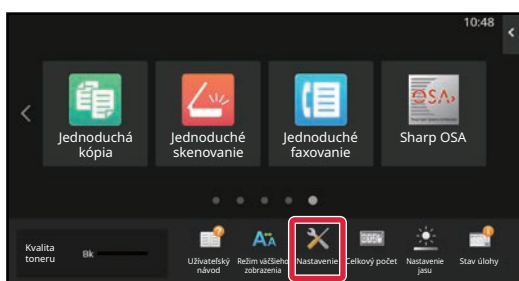 10:48
Jednoduchá
kópia
Jednoduché
skenovanie
Jednoduché
faxovanie
OSA
Sharp OSA
Kvalita
toneru
Bk
Užívateľský
návod
Režim väčšieho
zobrazenia
Nastavenie
Celkový počet
Nastavenie
jasu
Stav úlohy